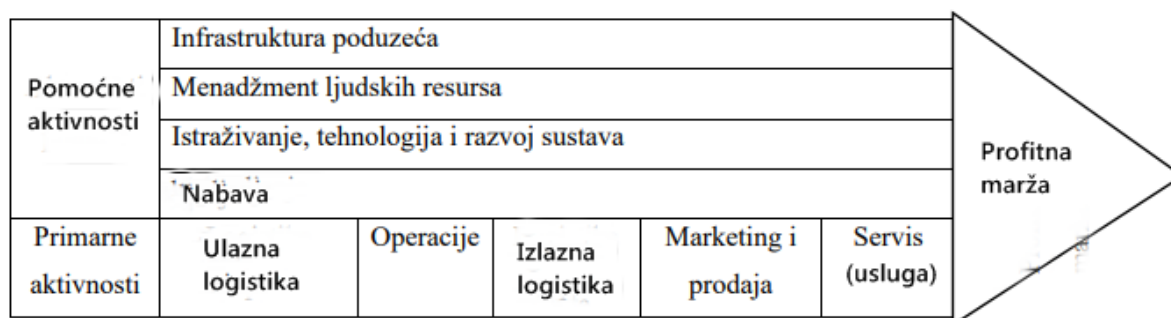 Pomoćne
aktivnosti
Infrastruktura poduzeća
Menadžment ljudskih resursa
Istraživanje, tehnologija i razvoj sustava
Nabava
Primarne
aktivnosti
Ulazna
logistika
Operacije
Izlazna
logistika
Marketing i
prodaja
Servis
(usluga)
Profitna
marža